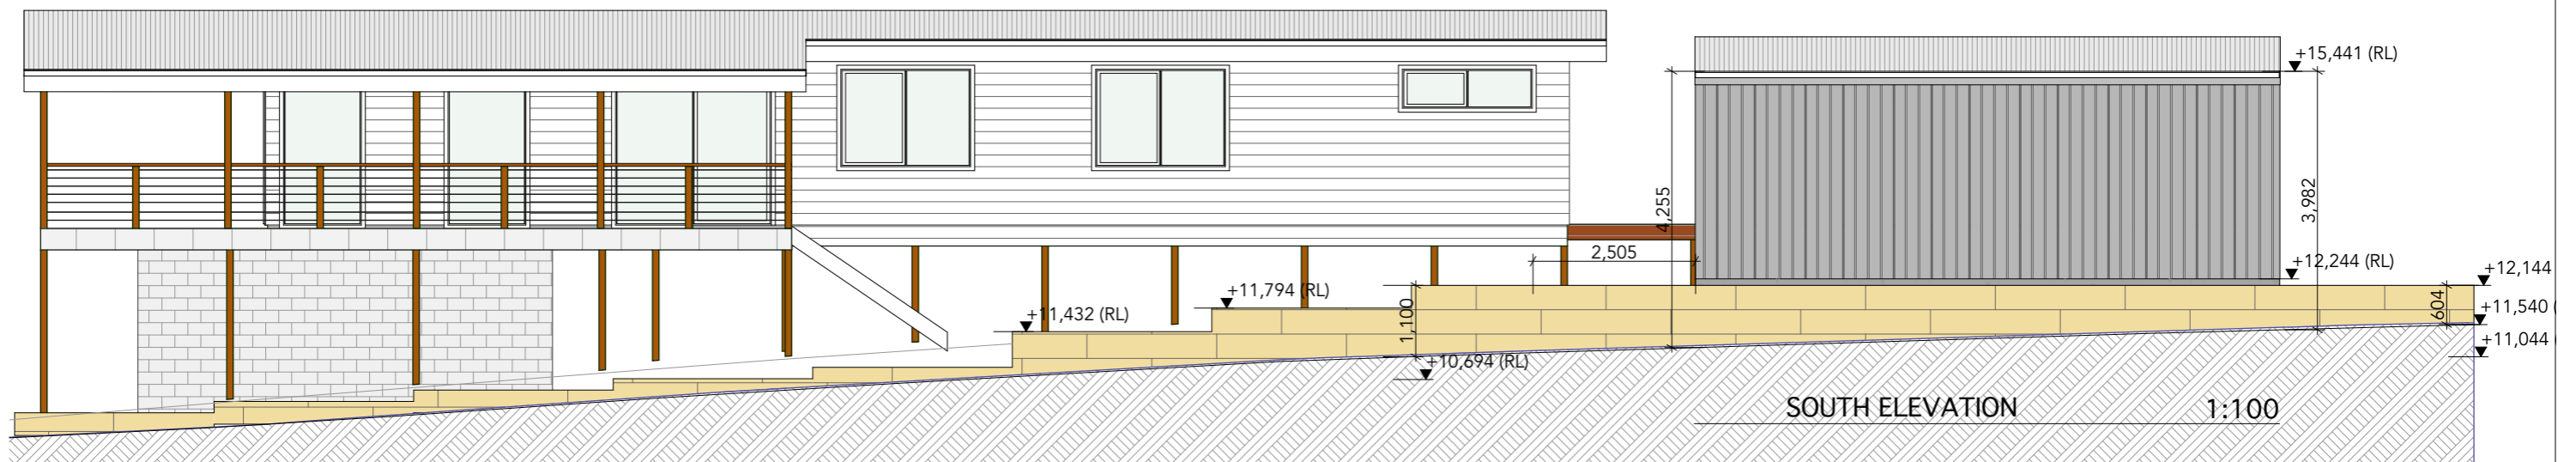 +15,441 (RL)
4,255
3,982
2,505
+12,244 (RL)
+12,144
+11,794 (RL)
+11,432 (RL)
1,100
604
+11,540 (
+11,044 (
+10,694 (RL)
SOUTH ELEVATION 1:100